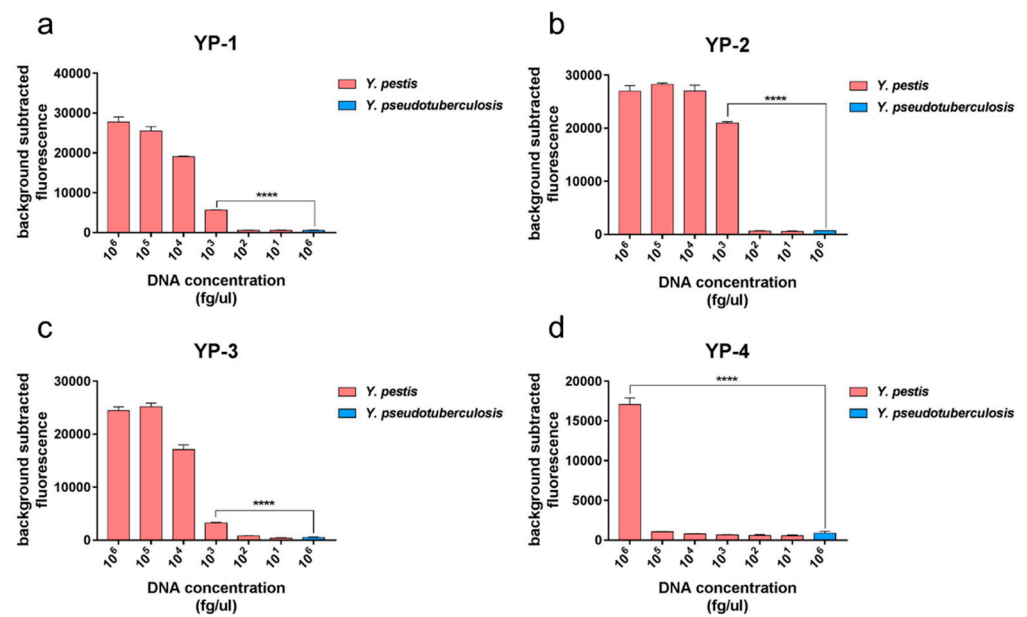 a
YP-1
background subtracted
fluorescence
40000
30000
20000
10000
0
****
10⁶
10⁵
10⁴
10³
10²
10¹
10⁶
DNA concentration
(fg/ul)
Y. pestis
Y. pseudotuberculosis
b
YP-2
background subtracted
fluorescence
30000
20000
10000
0
****
10⁶
10⁵
10⁴
10³
10²
10¹
10⁶
DNA concentration
(fg/ul)
Y. pestis
Y. pseudotuberculosis
c
YP-3
background subtracted
fluorescence
30000
20000
10000
0
****
10⁶
10⁵
10⁴
10³
10²
10¹
10⁶
DNA concentration
(fg/ul)
Y. pestis
Y. pseudotuberculosis
d
YP-4
background subtracted
fluorescence
20000
15000
10000
5000
0
****
10⁶
10⁵
10⁴
10³
10²
10¹
10⁶
DNA concentration
(fg/ul)
Y. pestis
Y. pseudotuberculosis